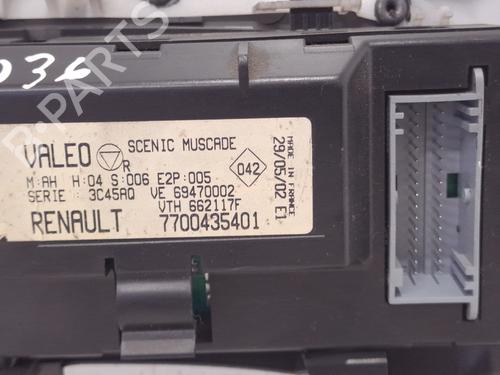 036
B-PARTS
VALEO R SCENIC MUSCADE
M:AH H:04 S:006 E2P:005
SERIE : 3C45AQ VE 69470002
VTH 662117F
RENAULT 7700435401
042
MADE IN FRANCE
29/05/02 E1